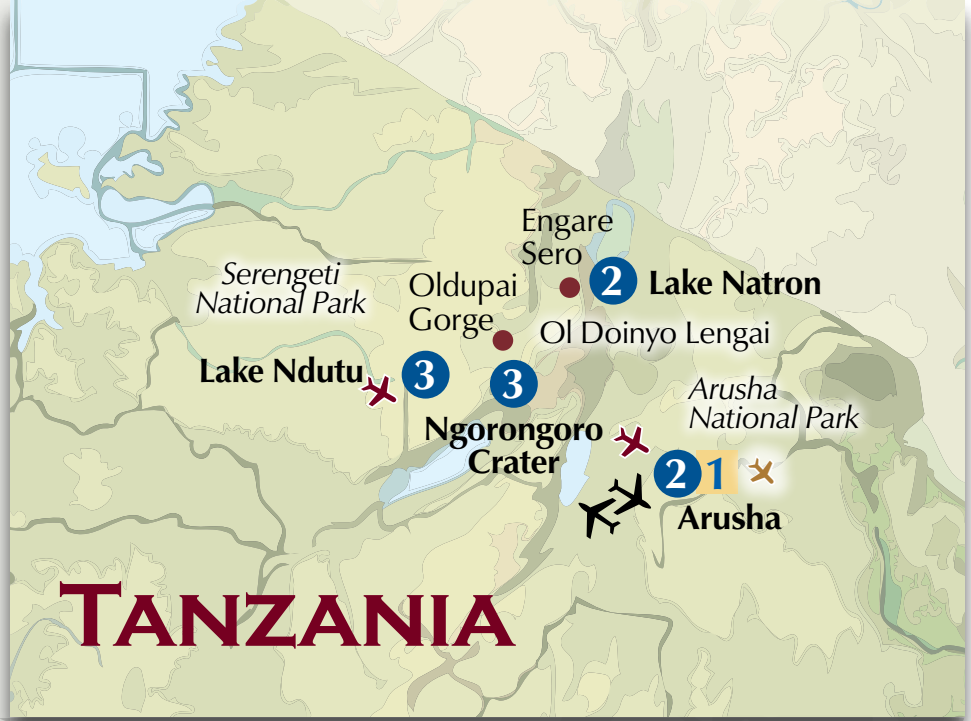 Engare
Sero
2 Lake Natron
Serengeti
National Park
Oldupai
Gorge
Ol Doinyo Lengai
Lake Ndutu
3
3
Ngorongoro
Crater
Arusha
National Park
2 1
Arusha
TANZANIA